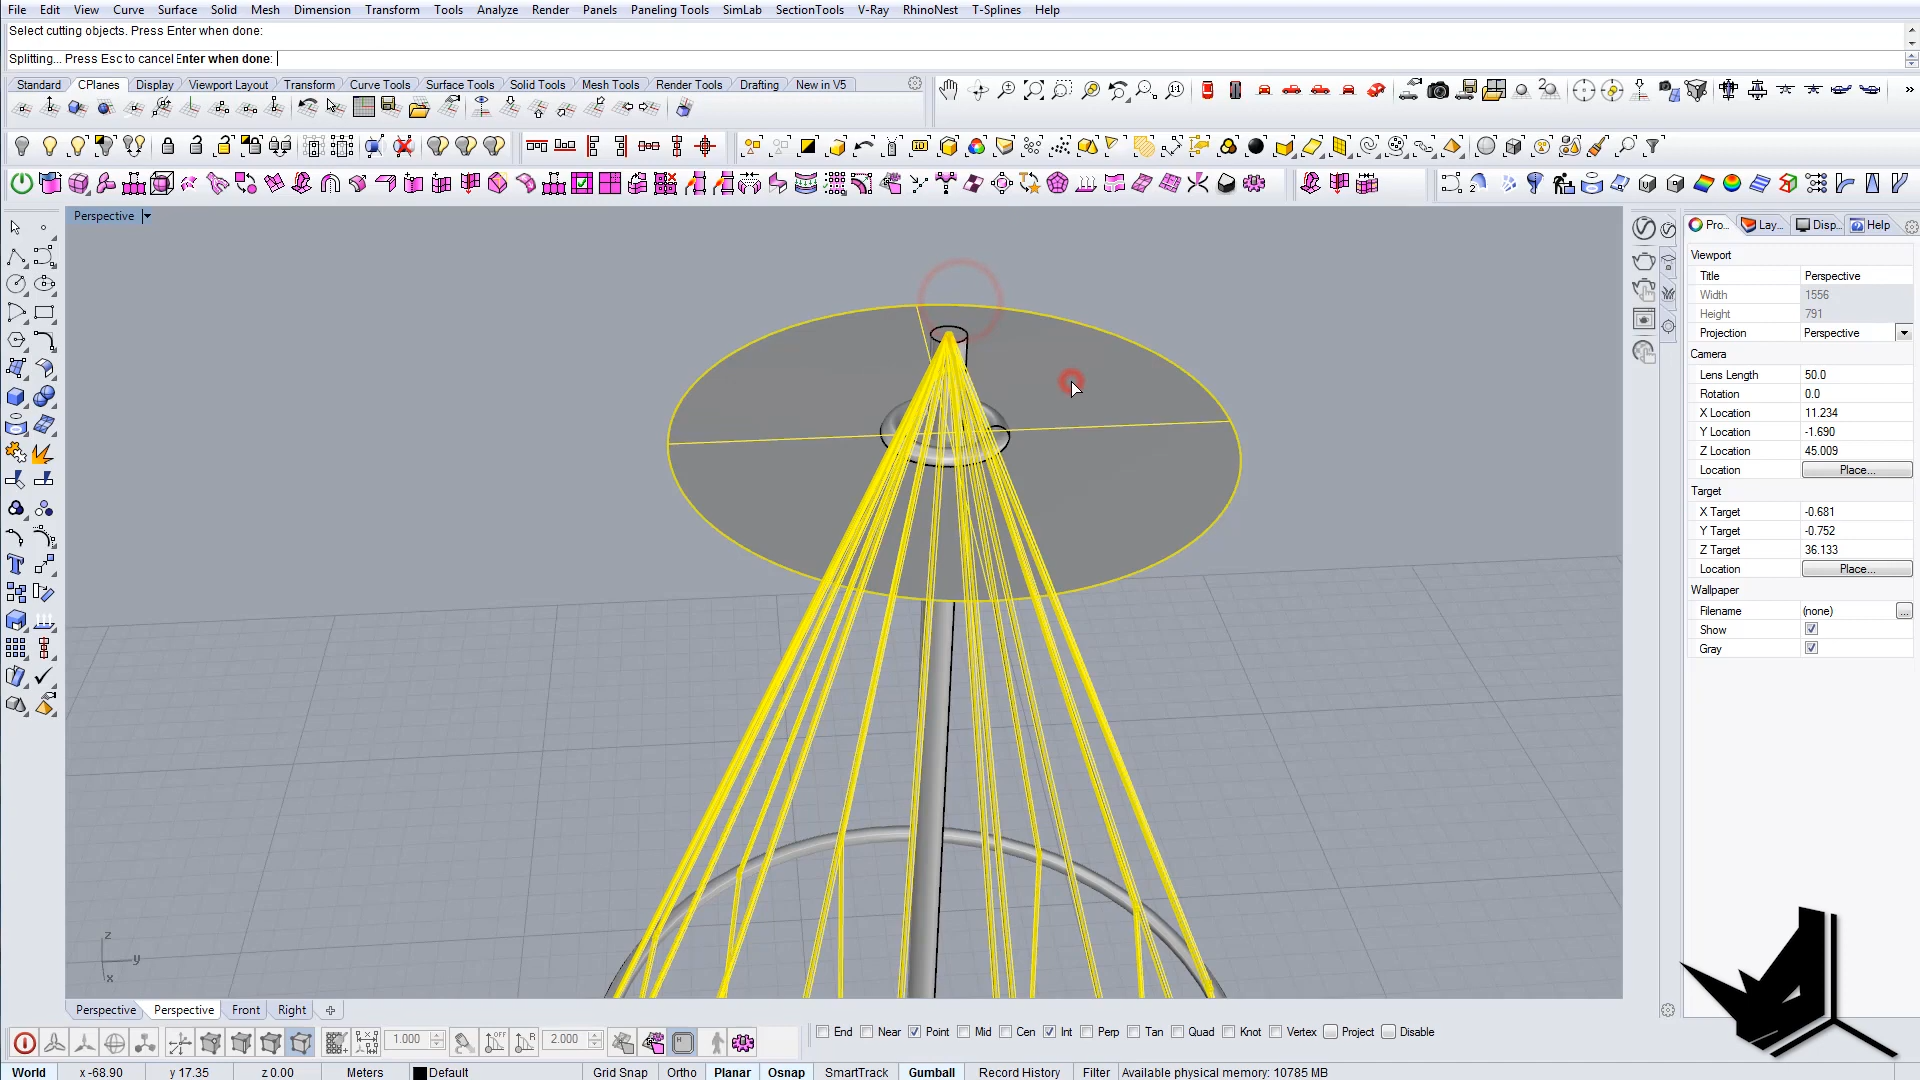 File Edit View Curve Surface Solid Mesh Dimension Transform Tools Analyze Render Panels Paneling Tools SimLab SectionTools V-Ray RhinoNest T-Splines Help
Select cutting objects. Press Enter when done:
Splitting... Press Esc to cancel Enter when done:
Standard CPlanes Display Viewport Layout Transform Curve Tools Surface Tools Solid Tools Mesh Tools Render Tools Drafting New in V5
Perspective
Pro... Lay... Disp... Help
Viewport
Title Perspective
Width 1556
Height 791
Projection Perspective
Camera
Lens Length 50.0
Rotation 0.0
X Location 11.234
Y Location -1.690
Z Location 45.009
Location Place...
Target
X Target -0.681
Y Target -0.752
Z Target 36.133
Location Place...
Wallpaper
Filename (none) ...
Show
Gray
z
y
x
Perspective Perspective Front Right
1.000 2.000
End Near Point Mid Cen Int Perp Tan Quad Knot Vertex Project Disable
World x -68.90 y 17.35 z 0.00 Meters Default Grid Snap Ortho Planar Osnap SmartTrack Gumball Record History Filter Available physical memory: 10785 MB